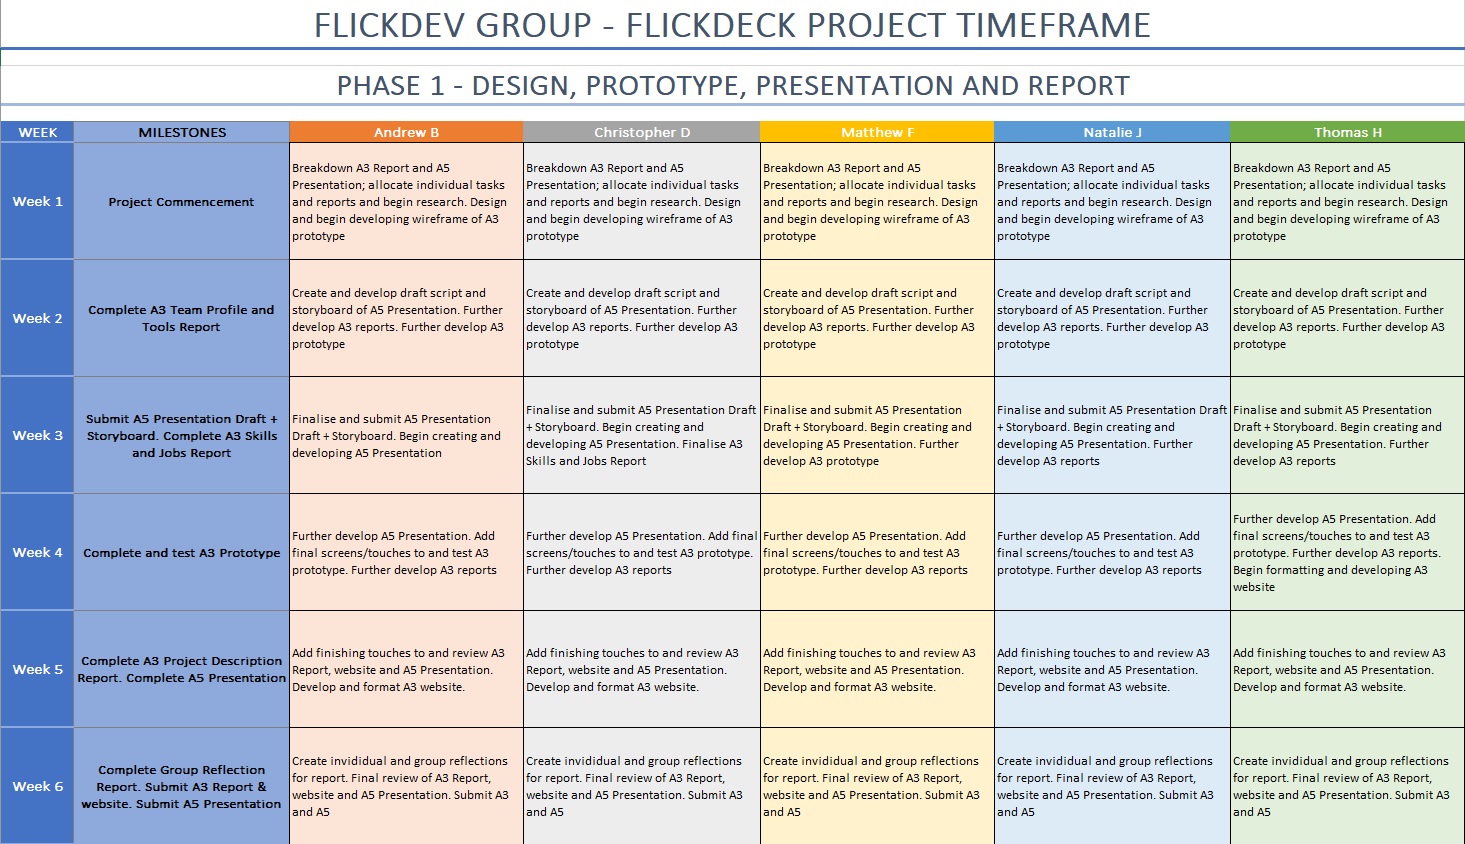 FLICKDEV GROUP - FLICKDECK PROJECT TIMEFRAME
PHASE 1 - DESIGN, PROTOTYPE, PRESENTATION AND REPORT
WEEK
MILESTONES
Andrew B
Christopher D
Matthew F
Natalie J
Thomas H
Week 1
Project Commencement
Breakdown A3 Report and A5
Presentation; allocate individual tasks
and reports and begin research. Design
and begin developing wireframe of A3
prototype
Breakdown A3 Report and A5
Presentation; allocate individual tasks
and reports and begin research. Design
and begin developing wireframe of A3
prototype
Breakdown A3 Report and A5
Presentation; allocate individual tasks
and reports and begin research. Design
and begin developing wireframe of A3
prototype
Breakdown A3 Report and A5
Presentation; allocate individual tasks
and reports and begin research. Design
and begin developing wireframe of A3
prototype
Breakdown A3 Report and A5
Presentation; allocate individual tasks
and reports and begin research. Design
and begin developing wireframe of A3
prototype
Week 2
Complete A3 Team Profile and
Tools Report
Create and develop draft script and
storyboard of A5 Presentation. Further
develop A3 reports. Further develop A3
prototype
Create and develop draft script and
storyboard of A5 Presentation. Further
develop A3 reports. Further develop A3
prototype
Create and develop draft script and
storyboard of A5 Presentation. Further
develop A3 reports. Further develop A3
prototype
Create and develop draft script and
storyboard of A5 Presentation. Further
develop A3 reports. Further develop A3
prototype
Create and develop draft script and
storyboard of A5 Presentation. Further
develop A3 reports. Further develop A3
prototype
Week 3
Submit A5 Presentation Draft +
Storyboard. Complete A3 Skills
and Jobs Report
Finalise and submit A5 Presentation
Draft + Storyboard. Begin creating and
developing A5 Presentation
Finalise and submit A5 Presentation Draft
+ Storyboard. Begin creating and
developing A5 Presentation. Finalise A3
Skills and Jobs Report
Finalise and submit A5 Presentation
Draft + Storyboard. Begin creating and
developing A5 Presentation. Further
develop A3 prototype
Finalise and submit A5 Presentation Draft
+ Storyboard. Begin creating and
developing A5 Presentation. Further
develop A3 reports
Finalise and submit A5 Presentation
Draft + Storyboard. Begin creating and
developing A5 Presentation. Further
develop A3 reports
Week 4
Complete and test A3 Prototype
Further develop A5 Presentation. Add
final screens/touches to and test A3
prototype. Further develop A3 reports
Further develop A5 Presentation. Add final
screens/touches to and test A3 prototype.
Further develop A3 reports
Further develop A5 Presentation. Add
final screens/touches to and test A3
prototype. Further develop A3 reports
Further develop A5 Presentation. Add
final screens/touches to and test A3
prototype. Further develop A3 reports
Further develop A5 Presentation. Add
final screens/touches to and test A3
prototype. Further develop A3 reports.
Begin formatting and developing A3
website
Week 5
Complete A3 Project Description
Report. Complete A5 Presentation
Add finishing touches to and review A3
Report, website and A5 Presentation.
Develop and format A3 website.
Add finishing touches to and review A3
Report, website and A5 Presentation.
Develop and format A3 website.
Add finishing touches to and review A3
Report, website and A5 Presentation.
Develop and format A3 website.
Add finishing touches to and review A3
Report, website and A5 Presentation.
Develop and format A3 website.
Add finishing touches to and review A3
Report, website and A5 Presentation.
Develop and format A3 website.
Week 6
Complete Group Reflection
Report. Submit A3 Report &
website. Submit A5 Presentation
Create invididual and group reflections
for report. Final review of A3 Report,
website and A5 Presentation. Submit A3
and A5
Create invididual and group reflections
for report. Final review of A3 Report,
website and A5 Presentation. Submit A3
and A5
Create invididual and group reflections
for report. Final review of A3 Report,
website and A5 Presentation. Submit A3
and A5
Create invididual and group reflections
for report. Final review of A3 Report,
website and A5 Presentation. Submit A3
and A5
Create invididual and group reflections
for report. Final review of A3 Report,
website and A5 Presentation. Submit A3
and A5